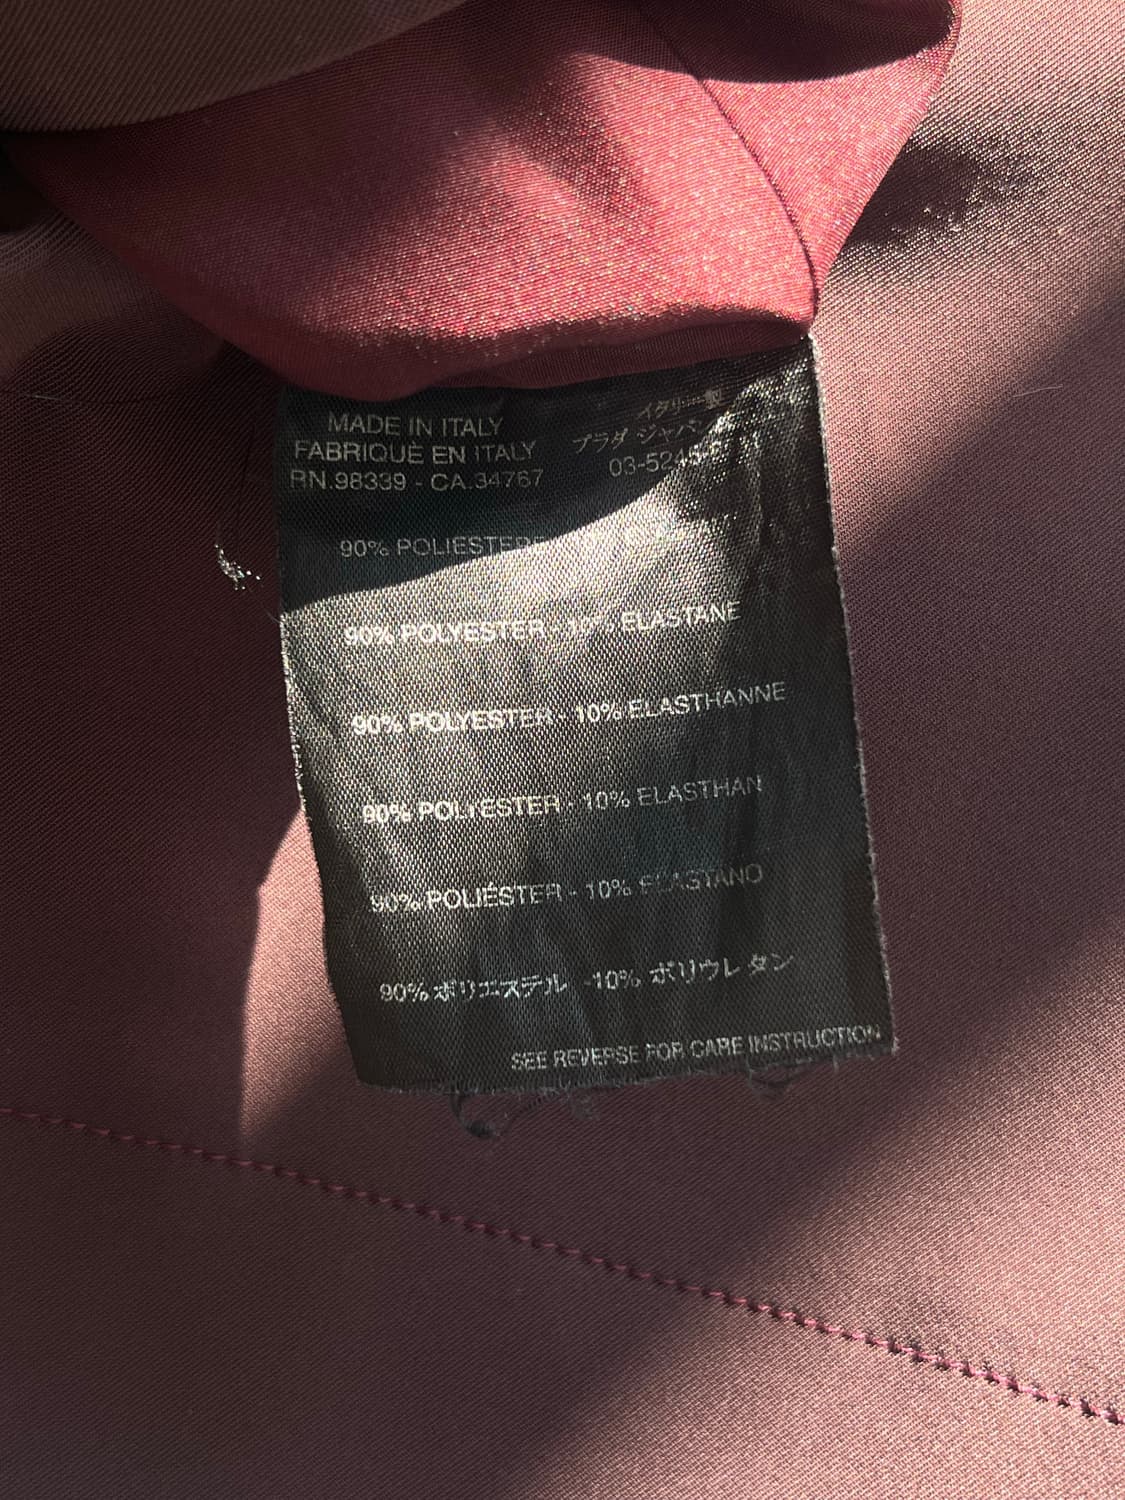 MADE IN ITALY
FABRIQUÉ EN ITALY
RN.98339 - CA.34767
イタリー製
プラダ ジャパン
03-5245-
90% POLIESTERE
90% POLYESTER - 10% ELASTANE
90% POLYESTER - 10% ELASTHANNE
90% POLYESTER - 10% ELASTHAN
90% POLIÉSTER - 10% ELASTANO
90% ポリエステル -10% ポリウレタン
SEE REVERSE FOR CARE INSTRUCTION